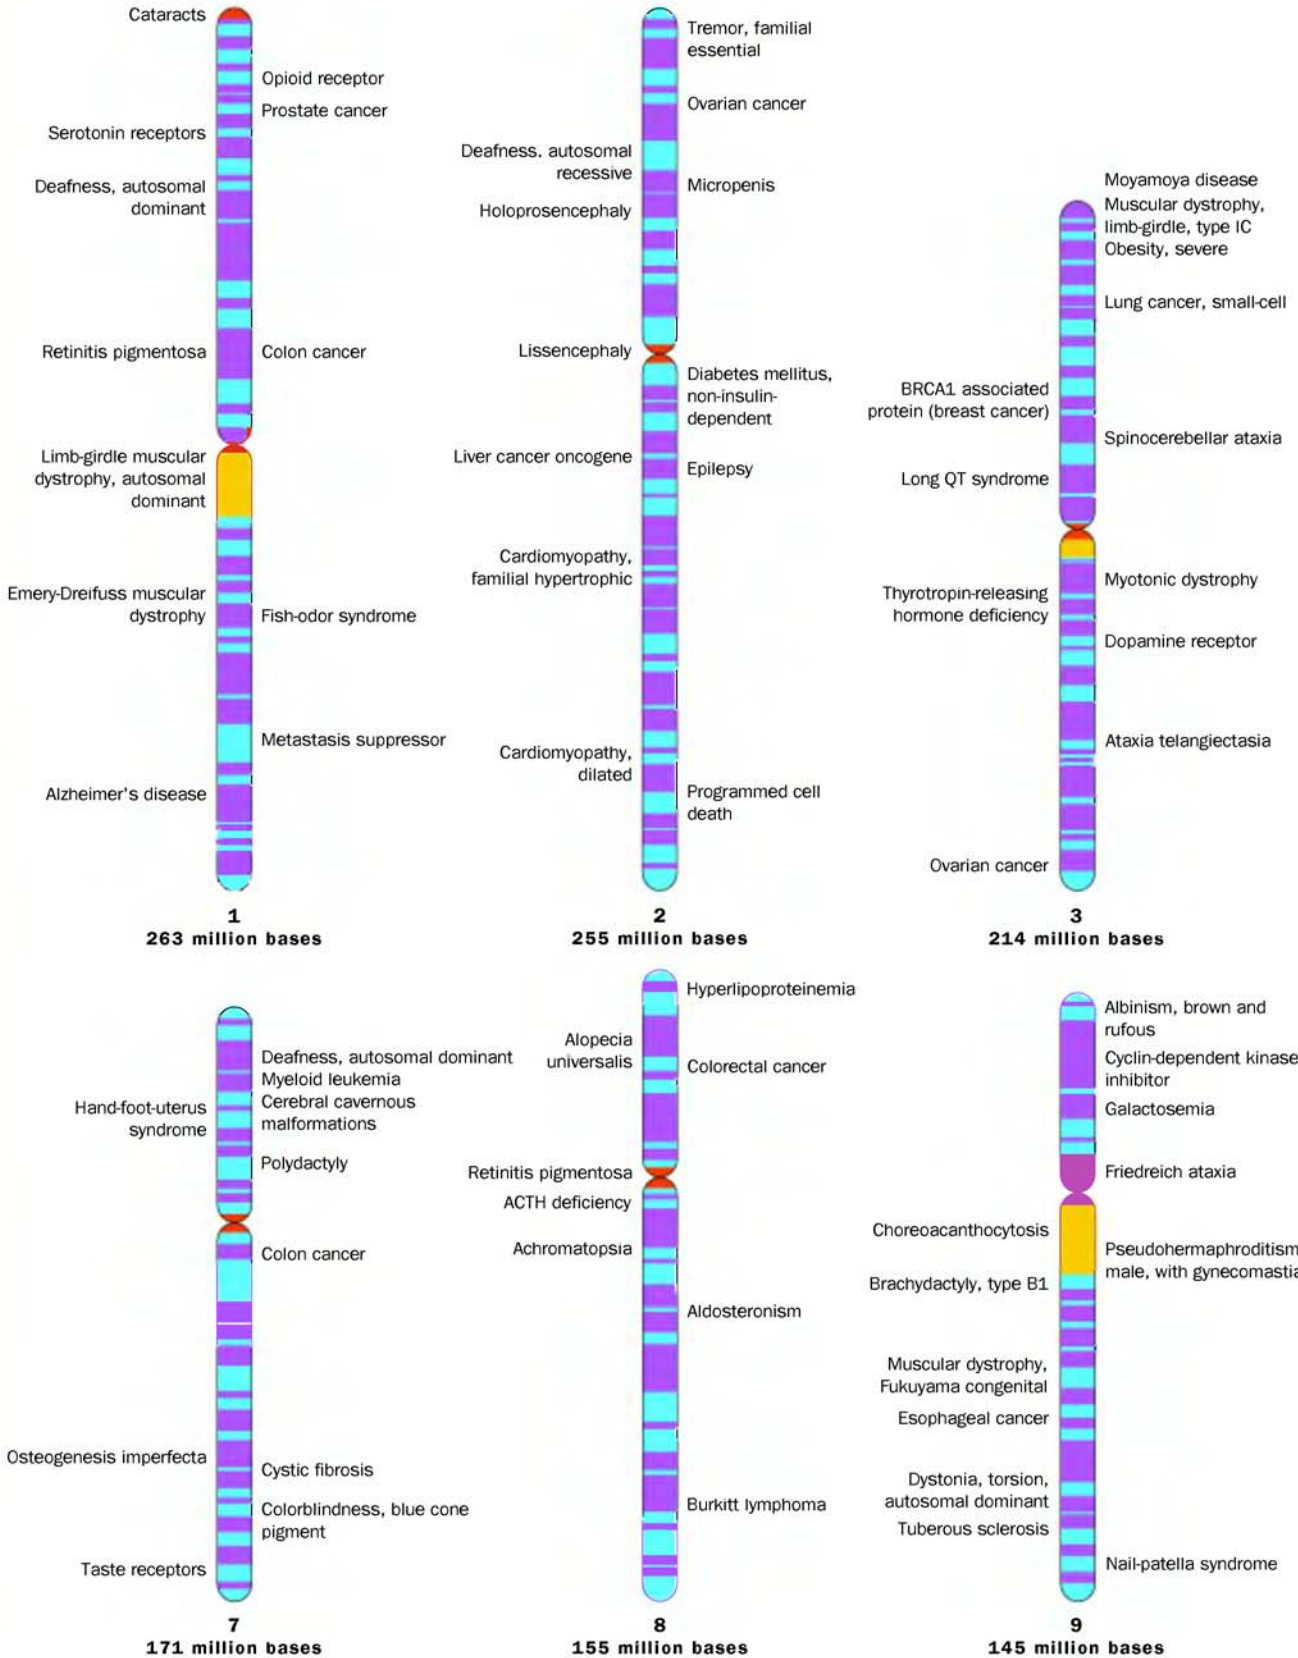 Cataracts
Opioid receptor
Prostate cancer
Serotonin receptors
Deafness, autosomal
dominant
Retinitis pigmentosa
Colon cancer
Limb-girdle muscular
dystrophy, autosomal
dominant
Emery-Dreifuss muscular
dystrophy
Fish-odor syndrome
Metastasis suppressor
Alzheimer's disease
1
263 million bases
Tremor, familial
essential
Ovarian cancer
Deafness. autosomal
recessive
Micropenis
Holoprosencephaly
Lissencephaly
Diabetes mellitus,
non-insulin-
dependent
Liver cancer oncogene
Epilepsy
Cardiomyopathy,
familial hypertrophic
Cardiomyopathy,
dilated
Programmed cell
death
2
255 million bases
Moyamoya disease
Muscular dystrophy,
limb-girdle, type IC
Obesity, severe
Lung cancer, small-cell
BRCA1 associated
protein (breast cancer)
Spinocerebellar ataxia
Long QT syndrome
Myotonic dystrophy
Thyrotropin-releasing
hormone deficiency
Dopamine receptor
Ataxia telangiectasia
Ovarian cancer
3
214 million bases
Deafness, autosomal dominant
Myeloid leukemia
Cerebral cavernous
malformations
Hand-foot-uterus
syndrome
Polydactyly
Colon cancer
Osteogenesis imperfecta
Cystic fibrosis
Colorblindness, blue cone
pigment
Taste receptors
7
171 million bases
Hyperlipoproteinemia
Alopecia
universalis
Colorectal cancer
Retinitis pigmentosa
ACTH deficiency
Achromatopsia
Aldosteronism
Burkitt lymphoma
8
155 million bases
Albinism, brown and
rufous
Cyclin-dependent kinase
inhibitor
Galactosemia
Friedreich ataxia
Choreoacanthocytosis
Pseudohermaphroditism
male, with gynecomastia
Brachydactyly, type B1
Muscular dystrophy,
Fukuyama congenital
Esophageal cancer
Dystonia, torsion,
autosomal dominant
Tuberous sclerosis
Nail-patella syndrome
9
145 million bases